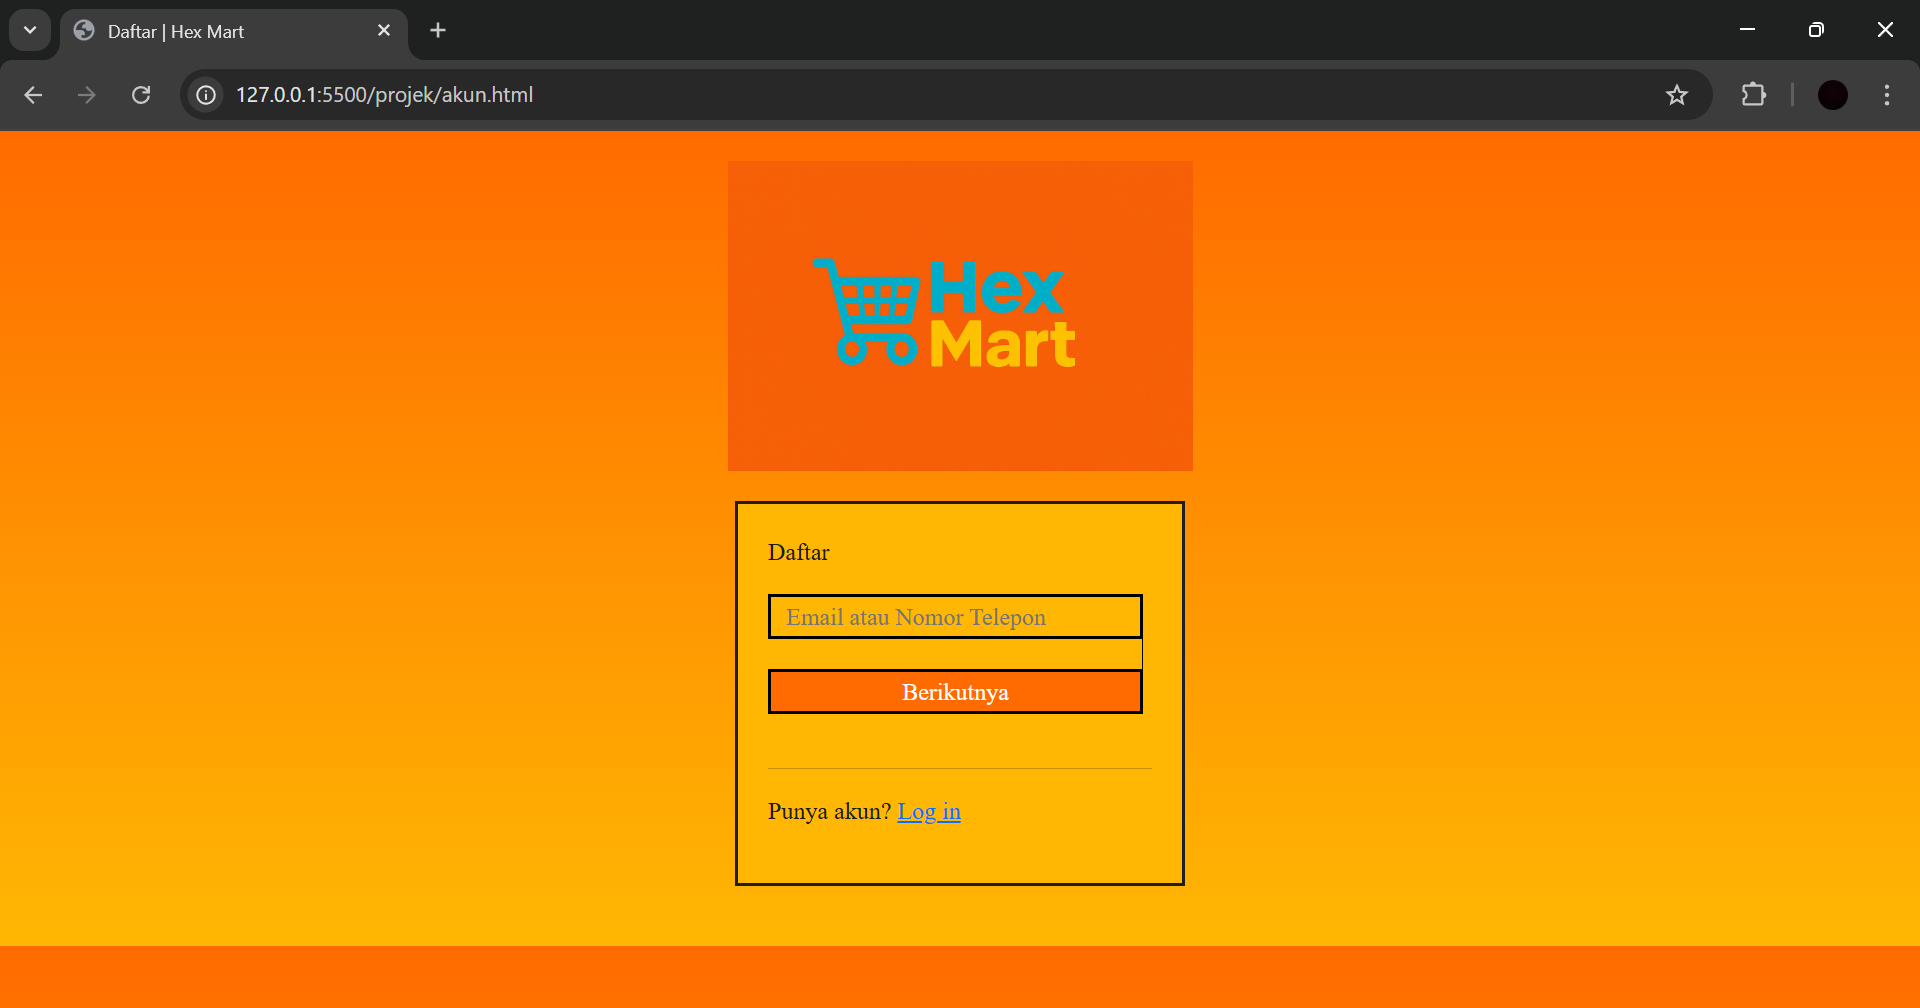 Daftar | Hex Mart
127.0.0.1:5500/projek/akun.html
Hex
Mart
Daftar
Email atau Nomor Telepon
Berikutnya
Punya akun? Log in